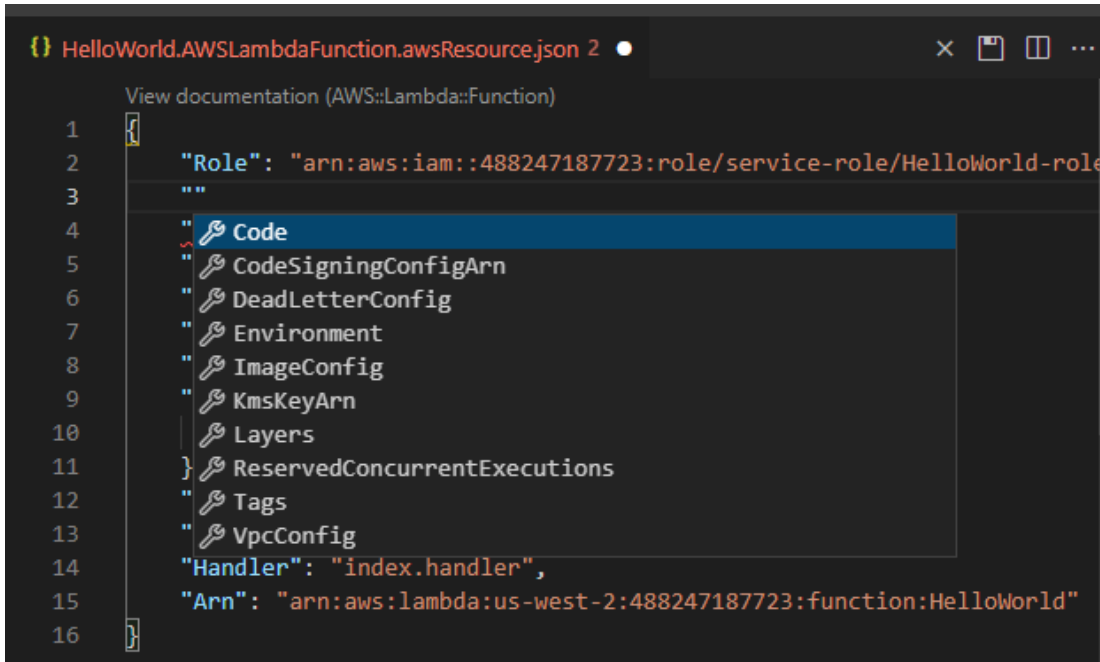 {} HelloWorld.AWSLambdaFunction.awsResource.json 2 ●
View documentation (AWS::Lambda::Function)
1 {
2 "Role": "arn:aws:iam::488247187723:role/service-role/HelloWorld-role
3 ""
4 " Code
5 " CodeSigningConfigArn
6 " DeadLetterConfig
7 " Environment
8 " ImageConfig
9 " KmsKeyArn
10 Layers
11 } ReservedConcurrentExecutions
12 " Tags
13 " VpcConfig
14 "Handler": "index.handler",
15 "Arn": "arn:aws:lambda:us-west-2:488247187723:function:HelloWorld"
16 }